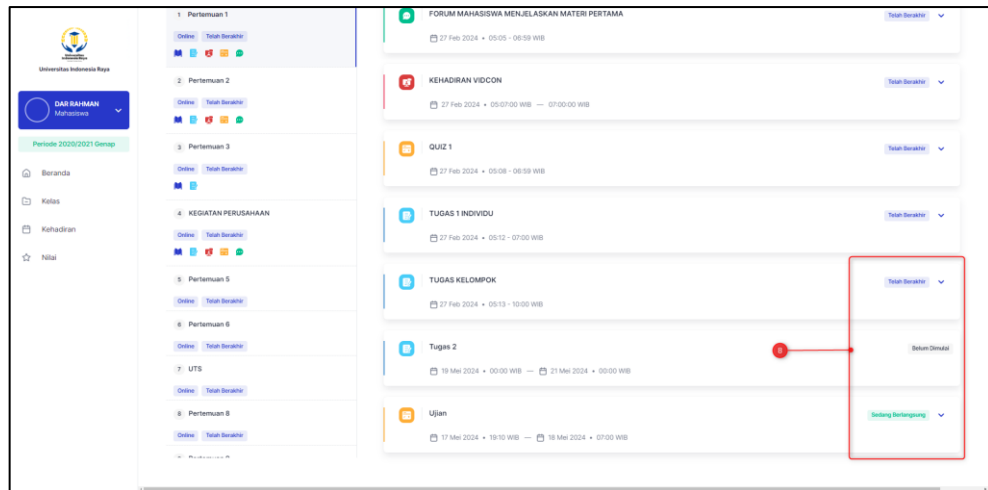 Universitas Indonesia Raya
DAR RAHMAN
Mahasiswa
Periode 2020/2021 Genap
Beranda
Kelas
Kehadiran
Nilai
1 Pertemuan 1
Online Telah Berakhir
2 Pertemuan 2
Online Telah Berakhir
3 Pertemuan 3
Online Telah Berakhir
4 KEGIATAN PERUSAHAAN
Online Telah Berakhir
5 Pertemuan 5
Online Telah Berakhir
6 Pertemuan 6
Online Telah Berakhir
7 UTS
Online Telah Berakhir
8 Pertemuan 8
Online Telah Berakhir
FORUM MAHASISWA MENJELASKAN MATERI PERTAMA
Telah Berakhir
27 Feb 2024 • 05:05 - 06:59 WIB
KEHADIRAN VIDCON
Telah Berakhir
27 Feb 2024 • 05:07:00 WIB — 07:00:00 WIB
QUIZ 1
Telah Berakhir
27 Feb 2024 • 05:08 - 06:59 WIB
TUGAS 1 INDIVIDU
Telah Berakhir
27 Feb 2024 • 05:12 - 07:00 WIB
TUGAS KELOMPOK
Telah Berakhir
27 Feb 2024 • 05:13 - 10:00 WIB
Tugas 2
Belum Dimulai
19 Mei 2024 • 00:00 WIB — 21 Mei 2024 • 00:00 WIB
Ujian
Sedang Berlangsung
17 Mei 2024 • 19:10 WIB — 18 Mei 2024 • 07:00 WIB